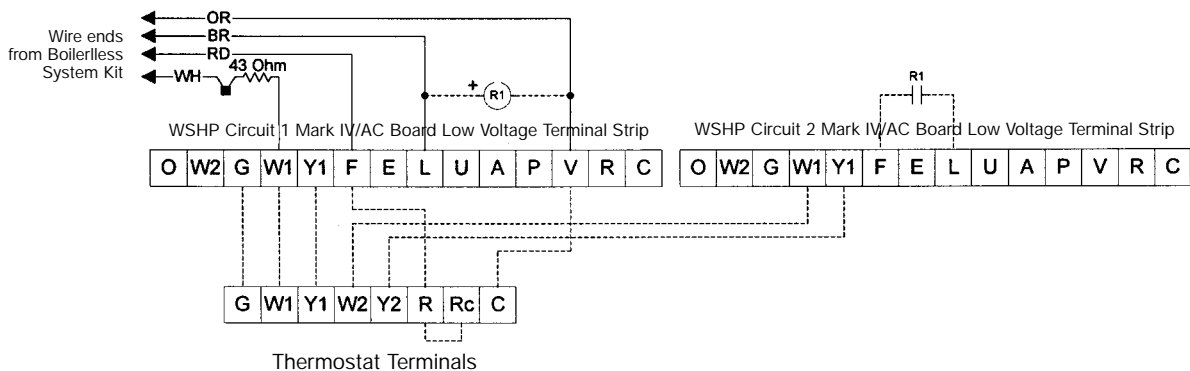 OR
BR
RD
WH
43 Ohm
Wire ends
from Boilerlless
System Kit
+
R1
R1
WSHP Circuit 1 Mark IV/AC Board Low Voltage Terminal Strip
WSHP Circuit 2 Mark IV/AC Board Low Voltage Terminal Strip
O W2 G W1 Y1 F E L U A P V R C
O W2 G W1 Y1 F E L U A P V R C
G W1 Y1 W2 Y2 R Rc C
Thermostat Terminals